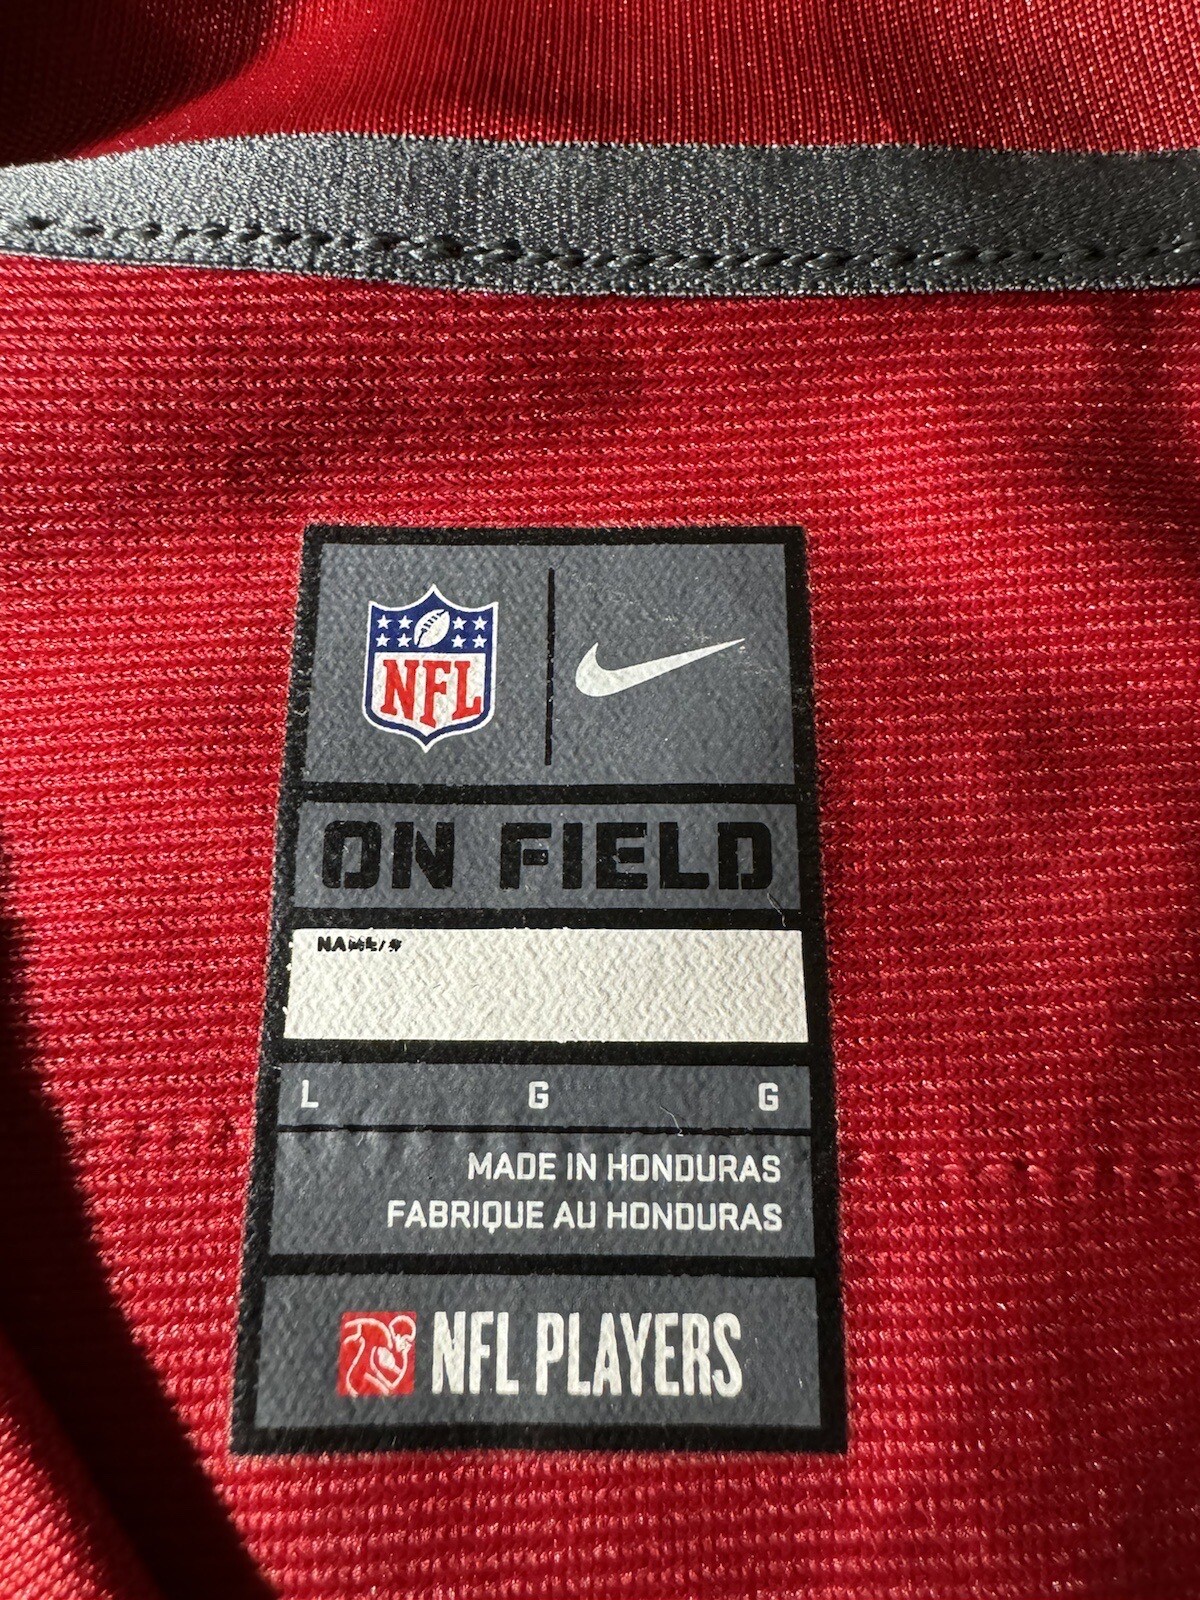 NFL
ON FIELD
NAME/#
L G G
MADE IN HONDURAS
FABRIQUE AU HONDURAS
NFL PLAYERS